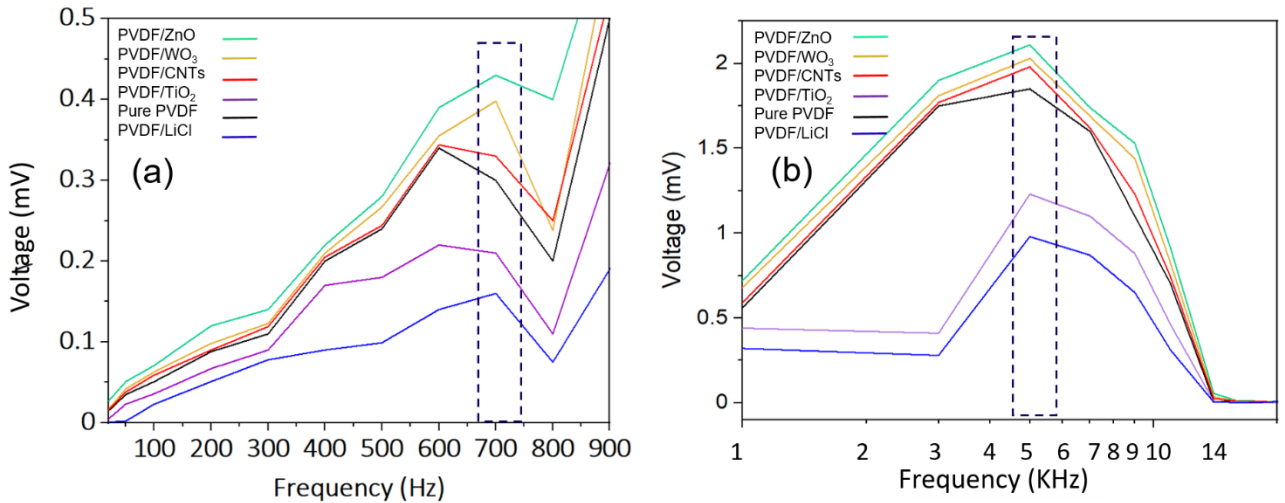 0.5
0.4
0.3
0.2
0.1
0
Voltage (mV)
PVDF/ZnO
PVDF/WO3
PVDF/CNTs
PVDF/TiO2
Pure PVDF
PVDF/LiCl
(a)
100 200 300 400 500 600 700 800 900
Frequency (Hz)
2
1.5
1
0.5
0
Voltage (mV)
PVDF/ZnO
PVDF/WO3
PVDF/CNTs
PVDF/TiO2
Pure PVDF
PVDF/LiCl
(b)
1 2 3 4 5 6 7 8 9 10 14
Frequency (KHz)